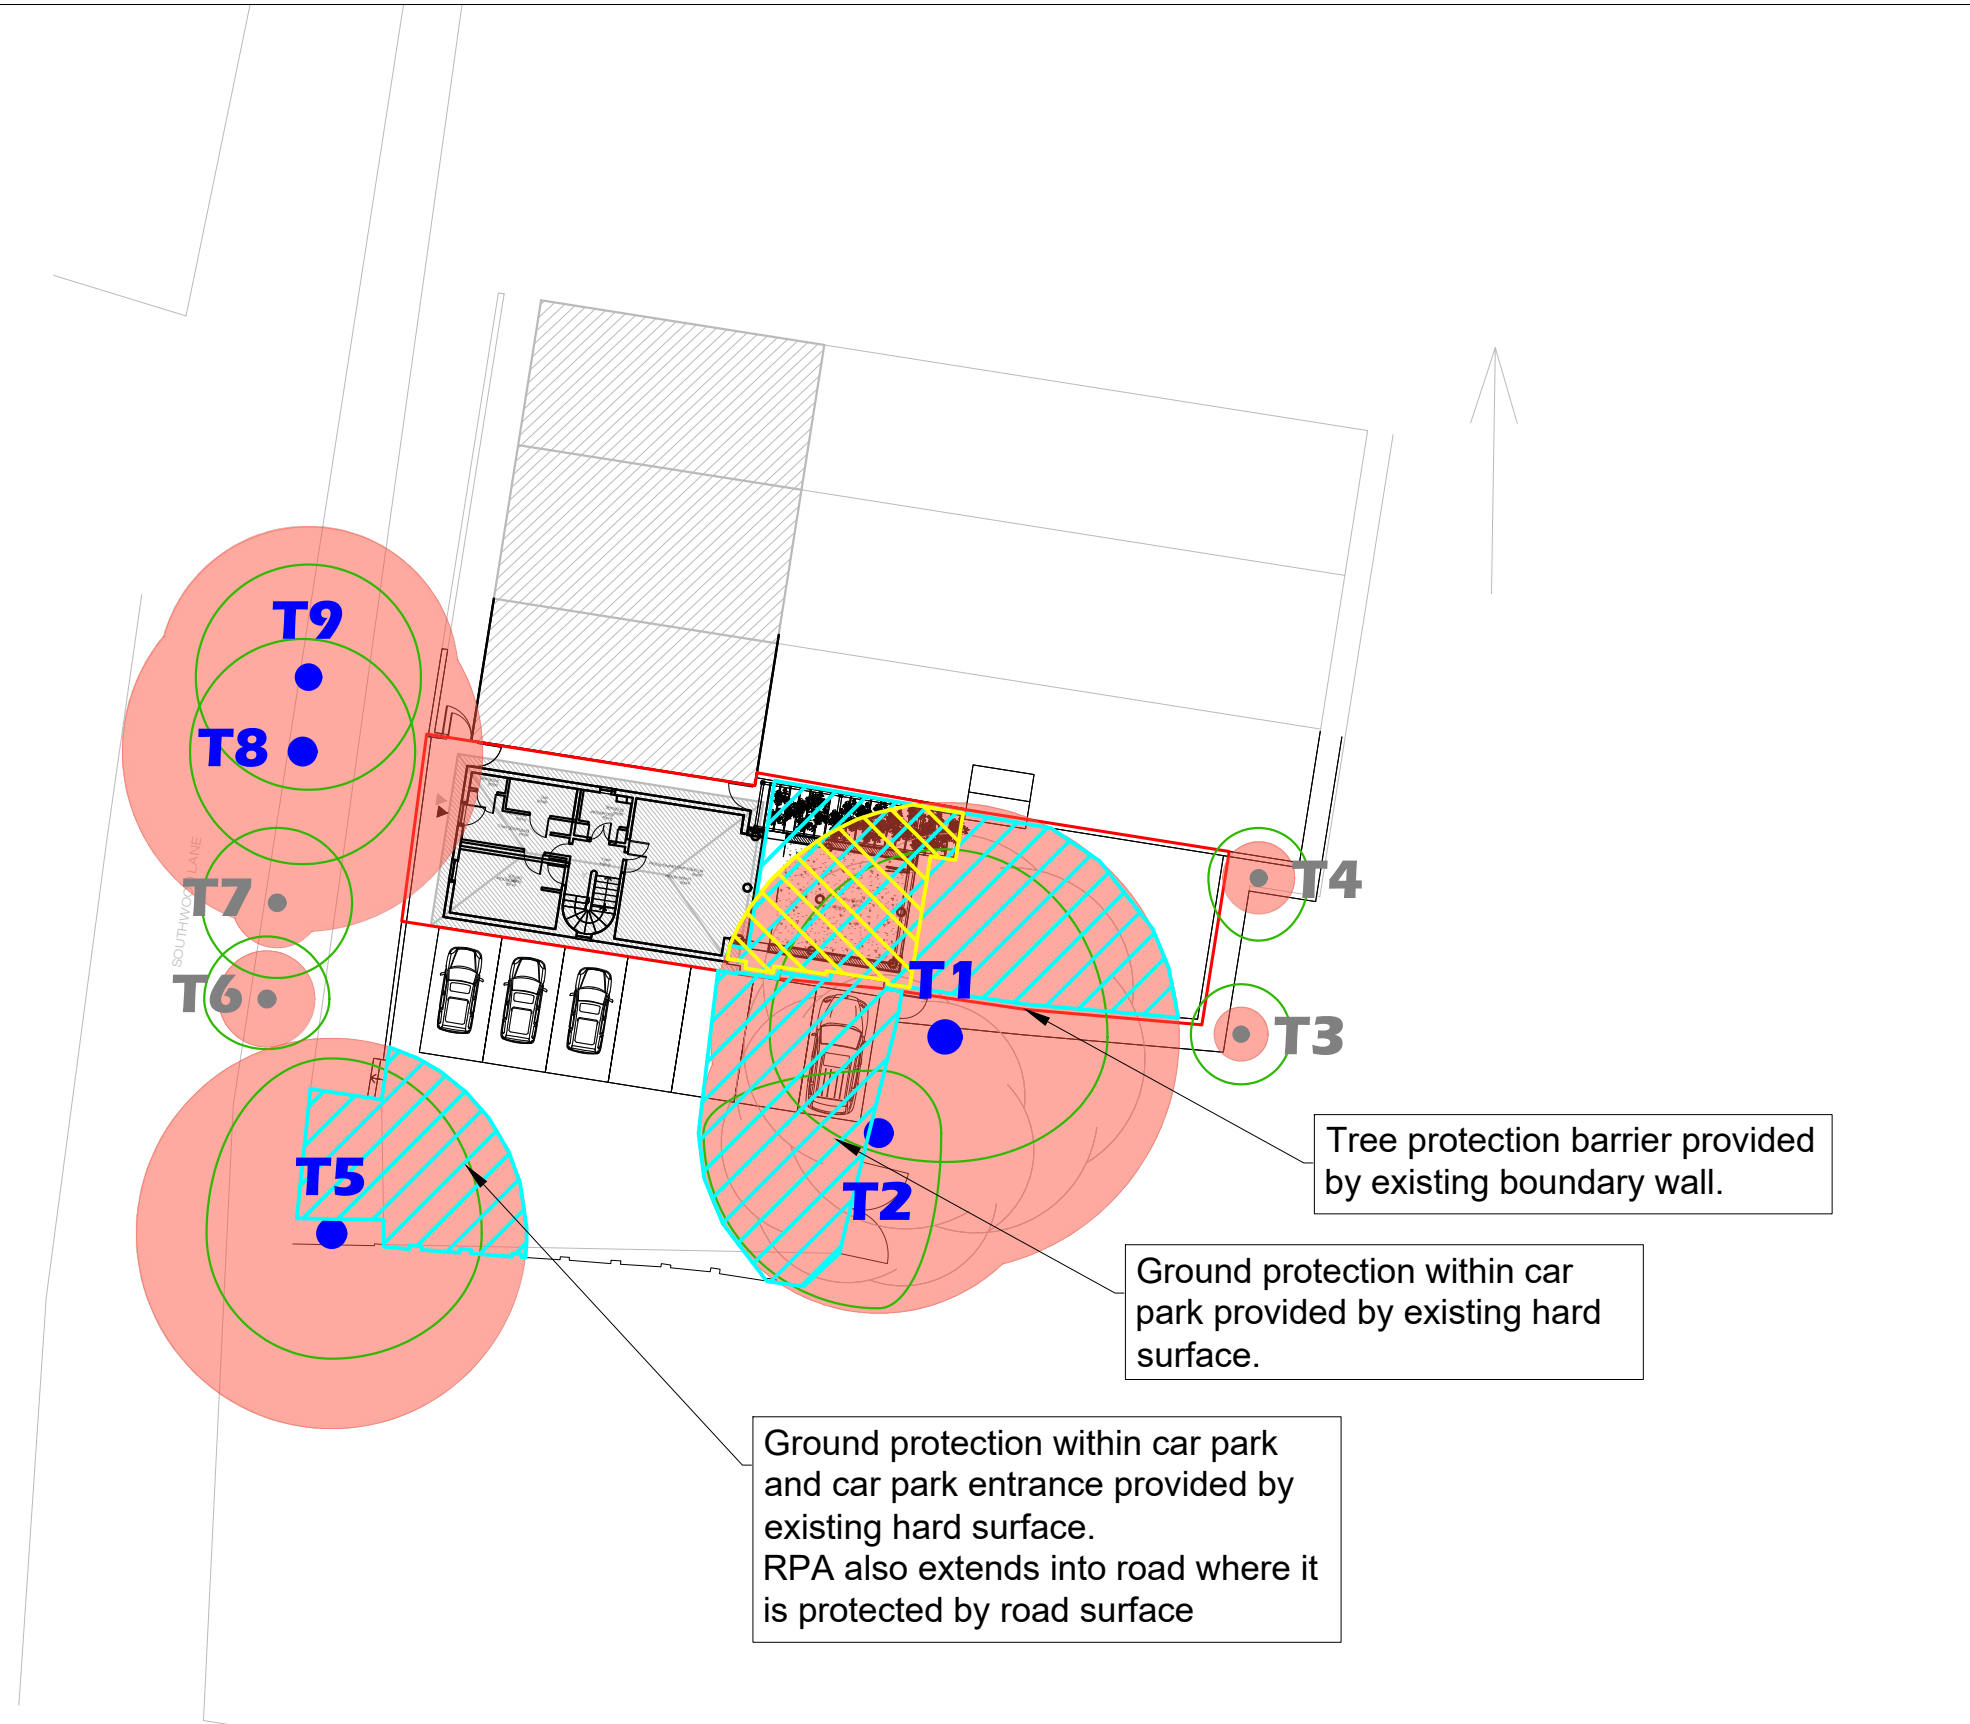 T9
T8
SOUTHWOOD LANE
T7
T6
T5
T4
T3
T1
T2
Tree protection barrier provided
by existing boundary wall.
Ground protection within car
park provided by existing hard
surface.
Ground protection within car park
and car park entrance provided by
existing hard surface.
RPA also extends into road where it
is protected by road surface